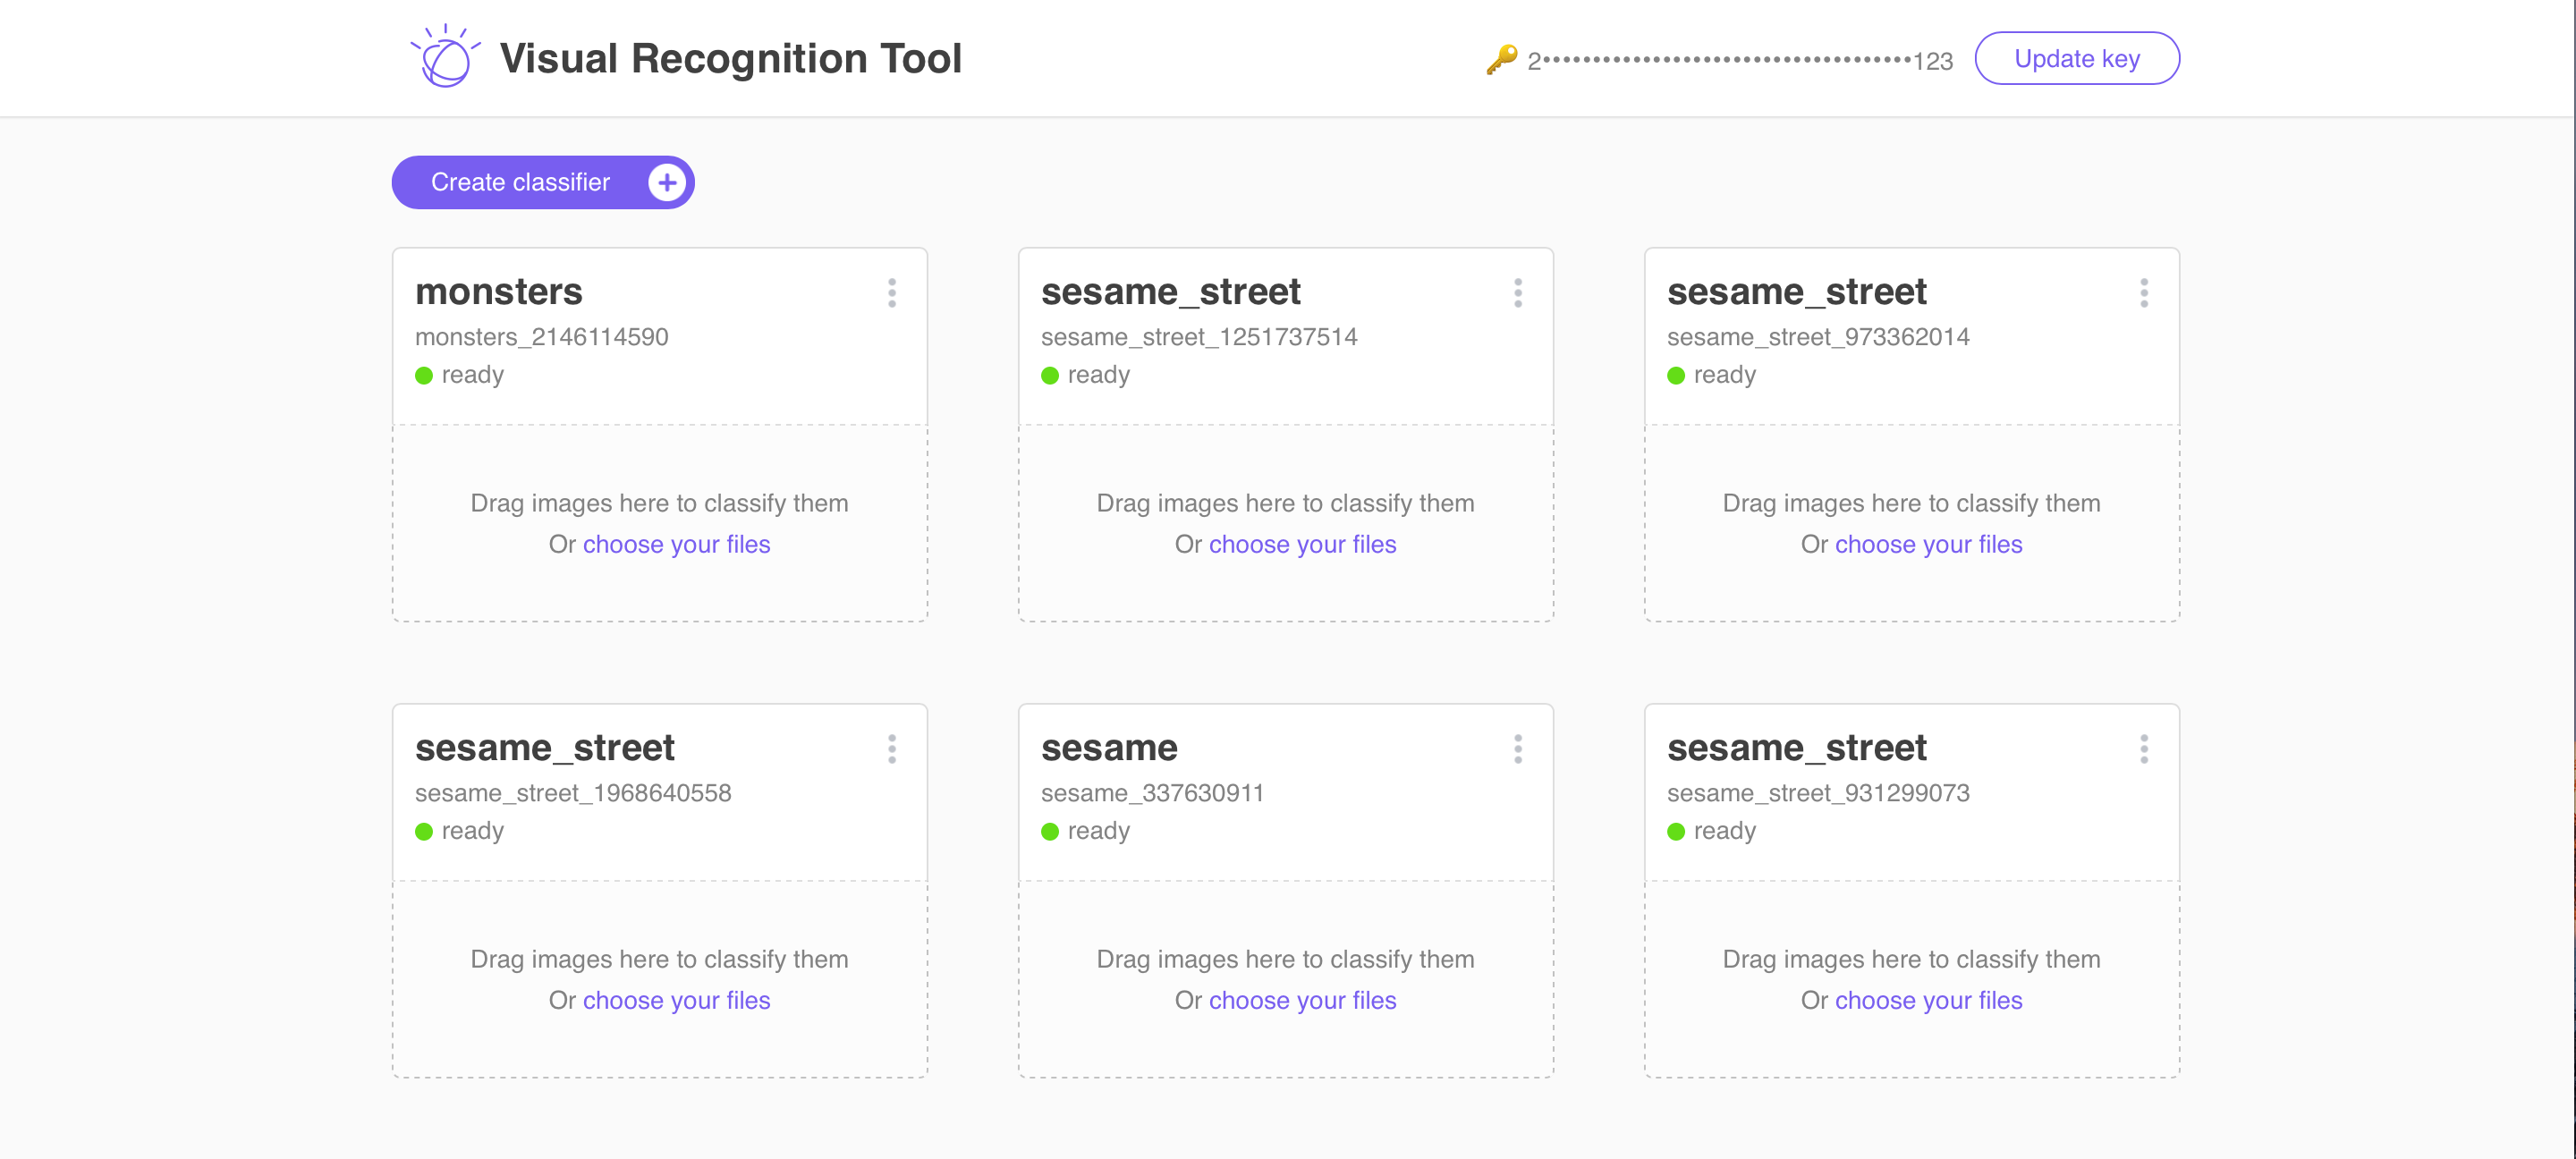 Visual Recognition Tool
2•••••••••••••••••••••••••••••••••••••123
Update key
Create classifier
monsters
monsters_2146114590
ready
Drag images here to classify them
Or choose your files
sesame_street
sesame_street_1251737514
ready
Drag images here to classify them
Or choose your files
sesame_street
sesame_street_973362014
ready
Drag images here to classify them
Or choose your files
sesame_street
sesame_street_1968640558
ready
Drag images here to classify them
Or choose your files
sesame
sesame_337630911
ready
Drag images here to classify them
Or choose your files
sesame_street
sesame_street_931299073
ready
Drag images here to classify them
Or choose your files